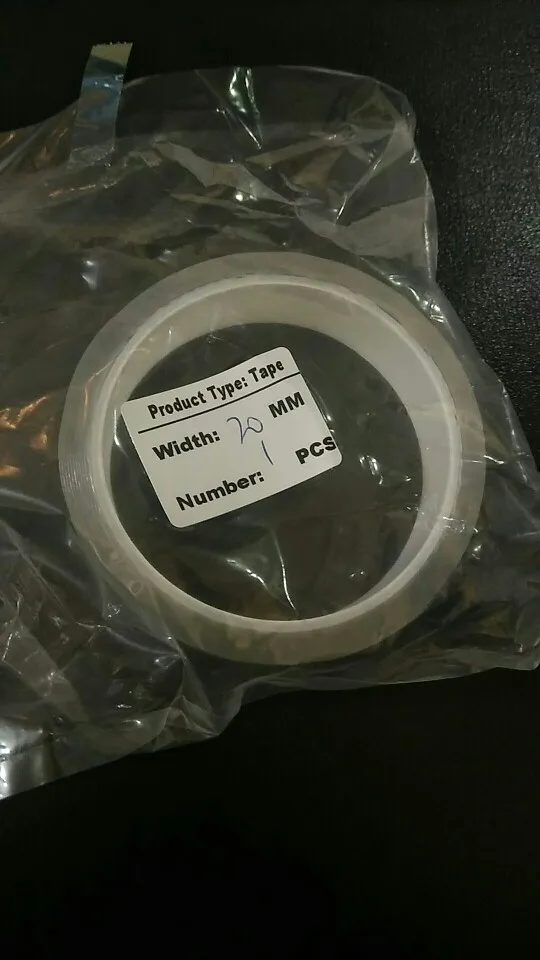 Product Type: Tape
Width: 20 MM
Number: 1 PCS